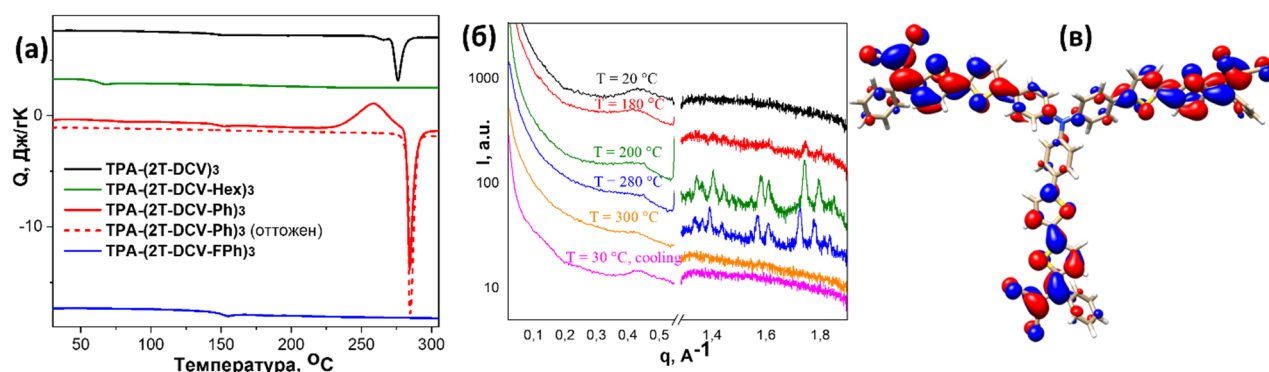 (а)
Q, Дж/гК
0
-10
TPA-(2T-DCV)3
TPA-(2T-DCV-Hex)3
TPA-(2T-DCV-Ph)3
TPA-(2T-DCV-Ph)3 (оттожен)
TPA-(2T-DCV-FPh)3
50 100 150 200 250 300
Температура, °C
(б)
I, a.u.
1000
100
10
T = 20 °C
T = 180 °C
T = 200 °C
T = 280 °C
T = 300 °C
T = 30 °C, cooling
0,1 0,2 0,3 0,4 0,5 1,4 1,6 1,8
q, A⁻¹
(в)